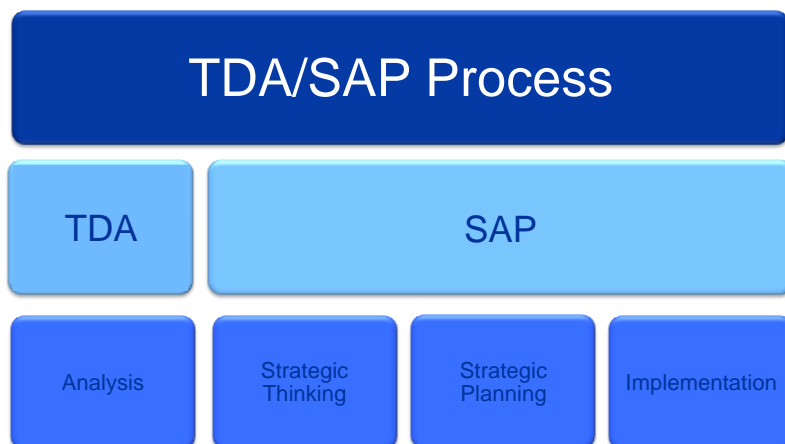 TDA/SAP Process
TDA
SAP
Analysis
Strategic
Thinking
Strategic
Planning
Implementation